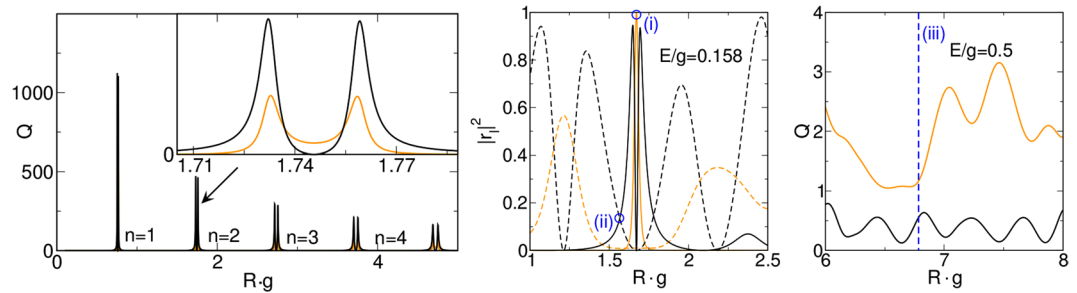 Q
1000
500
0
0
1.71
1.74
1.77
n=1
n=2
n=3
n=4
0
2
4
R·g
|r_l|^2
1
0.8
0.6
0.4
0.2
0
(i)
E/g=0.158
(ii)
1
1.5
2
2.5
R·g
Q
4
3
2
1
0
(iii)
E/g=0.5
6
7
8
R·g